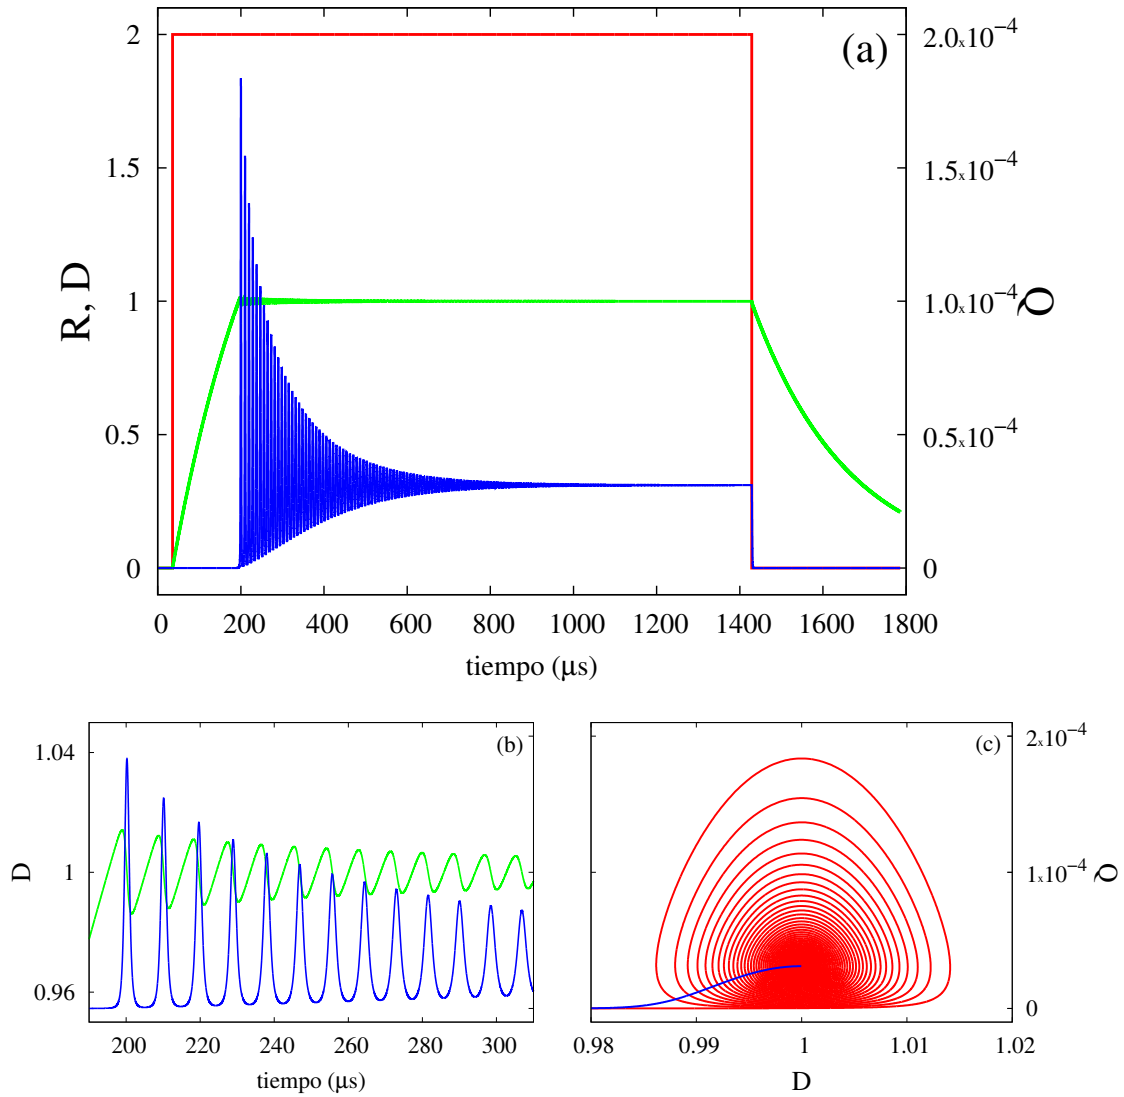 (a)
2
1.5
1
0.5
0
R, D
2.0x10⁻⁴
1.5x10⁻⁴
1.0x10⁻⁴
0.5x10⁻⁴
0
Q
0 200 400 600 800 1000 1200 1400 1600 1800
tiempo (μs)
(b)
1.04
1
0.96
D
200 220 240 260 280 300
tiempo (μs)
(c)
2x10⁻⁴
1x10⁻⁴
0
Q
0.98 0.99 1 1.01 1.02
D